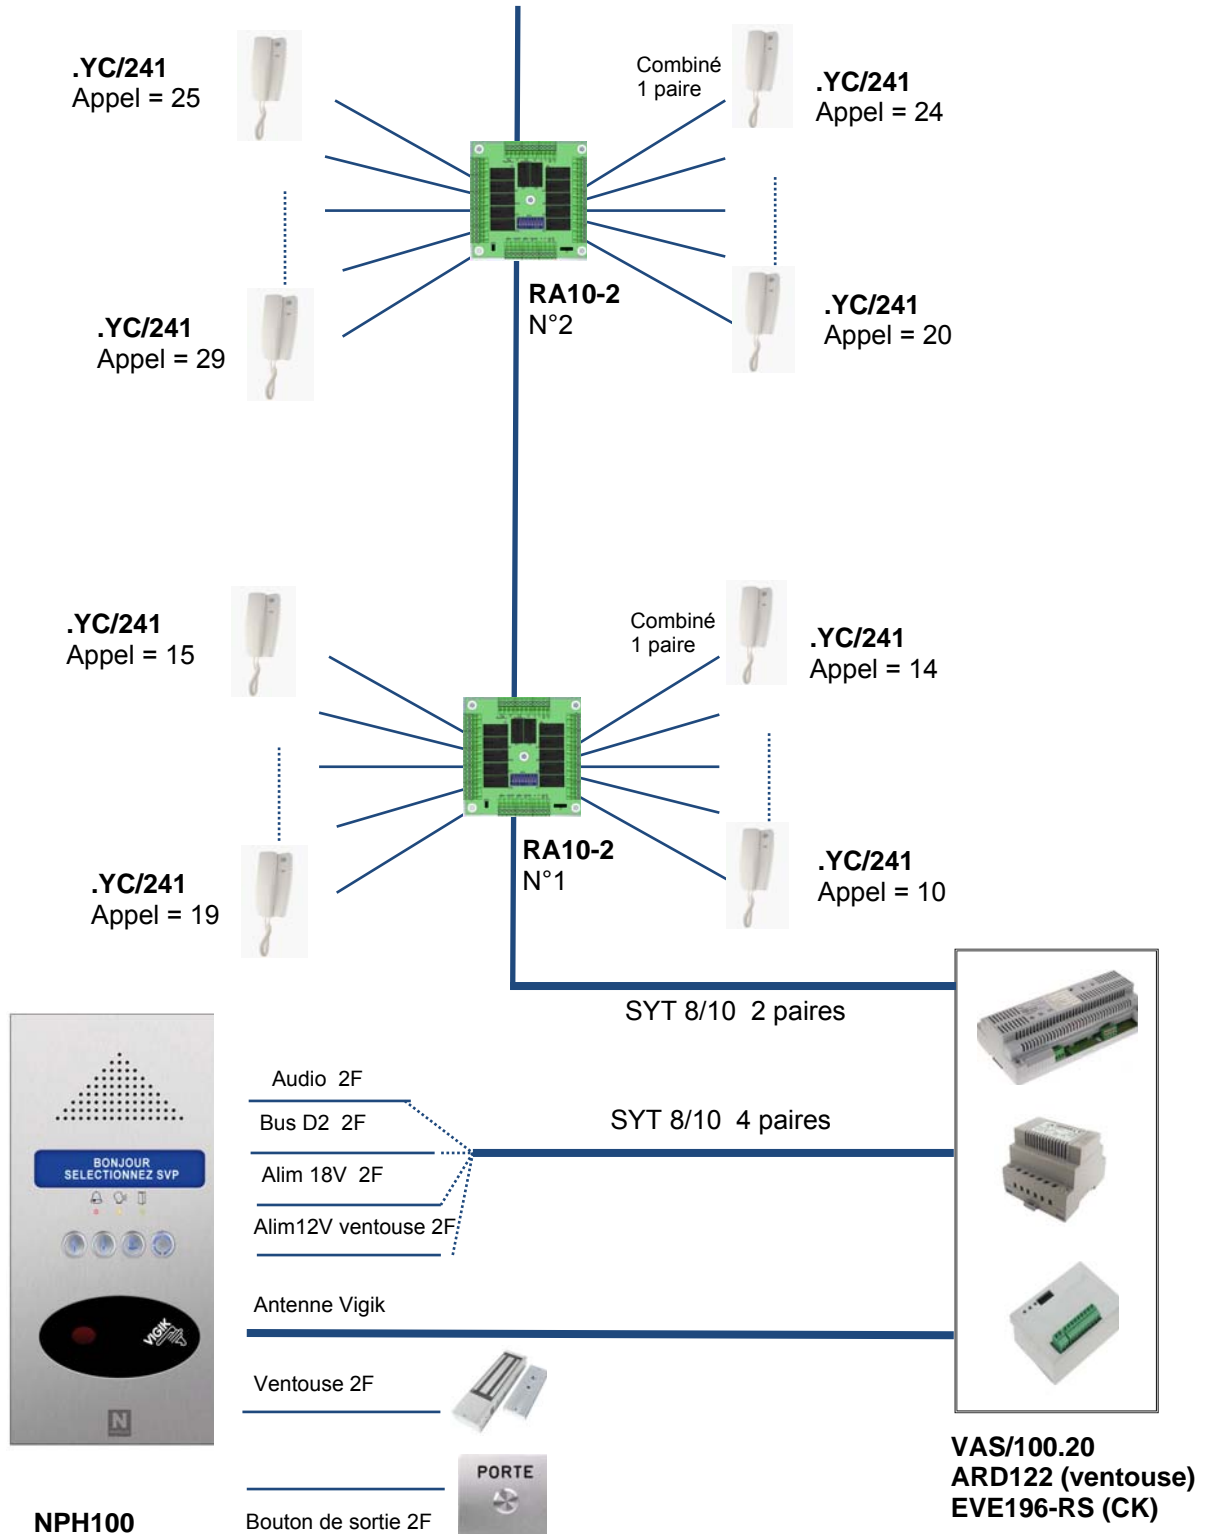 .YC/241
Appel = 25
Combiné
1 paire
.YC/241
Appel = 24
RA10-2
N°2
.YC/241
Appel = 29
.YC/241
Appel = 20
.YC/241
Appel = 15
Combiné
1 paire
.YC/241
Appel = 14
RA10-2
N°1
.YC/241
Appel = 19
.YC/241
Appel = 10
SYT 8/10  2 paires
Audio  2F
Bus D2  2F
SYT 8/10  4 paires
BONJOUR
SELECTIONNEZ SVP
Alim 18V  2F
Alim12V ventouse 2F
Antenne Vigik
VIGIK
Ventouse 2F
N
PORTE
Bouton de sortie 2F
NPH100
VAS/100.20
ARD122 (ventouse)
EVE196-RS (CK)